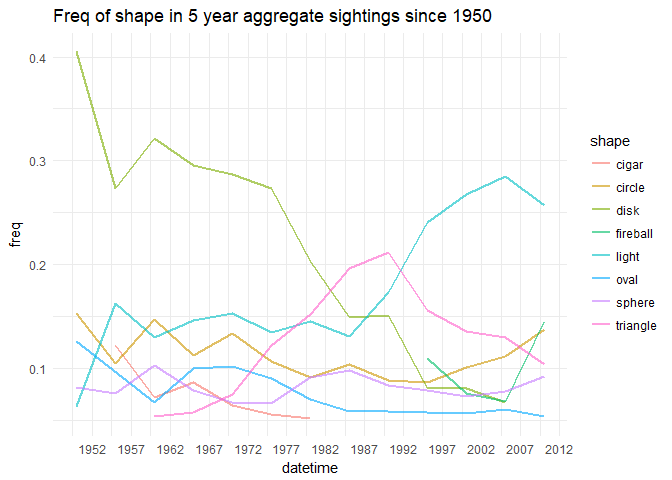 Freq of shape in 5 year aggregate sightings since 1950
freq
0.4
0.3
0.2
0.1
1952 1957 1962 1967 1972 1977 1982 1987 1992 1997 2002 2007 2012
datetime
shape
cigar
circle
disk
fireball
light
oval
sphere
triangle